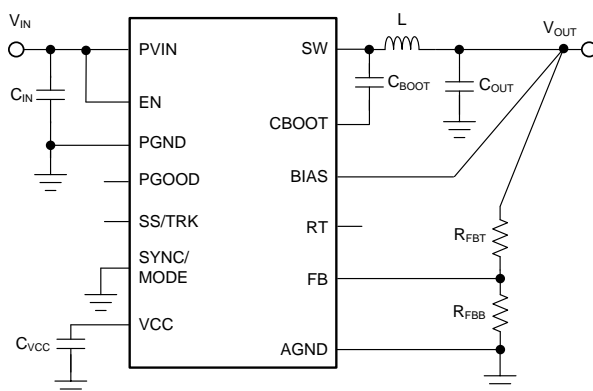 VIN
L
VOUT
PVIN
SW
CIN
CBOOT
COUT
EN
CBOOT
PGND
PGOOD
BIAS
SS/TRK
RT
RFBT
SYNC/
MODE
FB
RFBB
VCC
CVCC
AGND